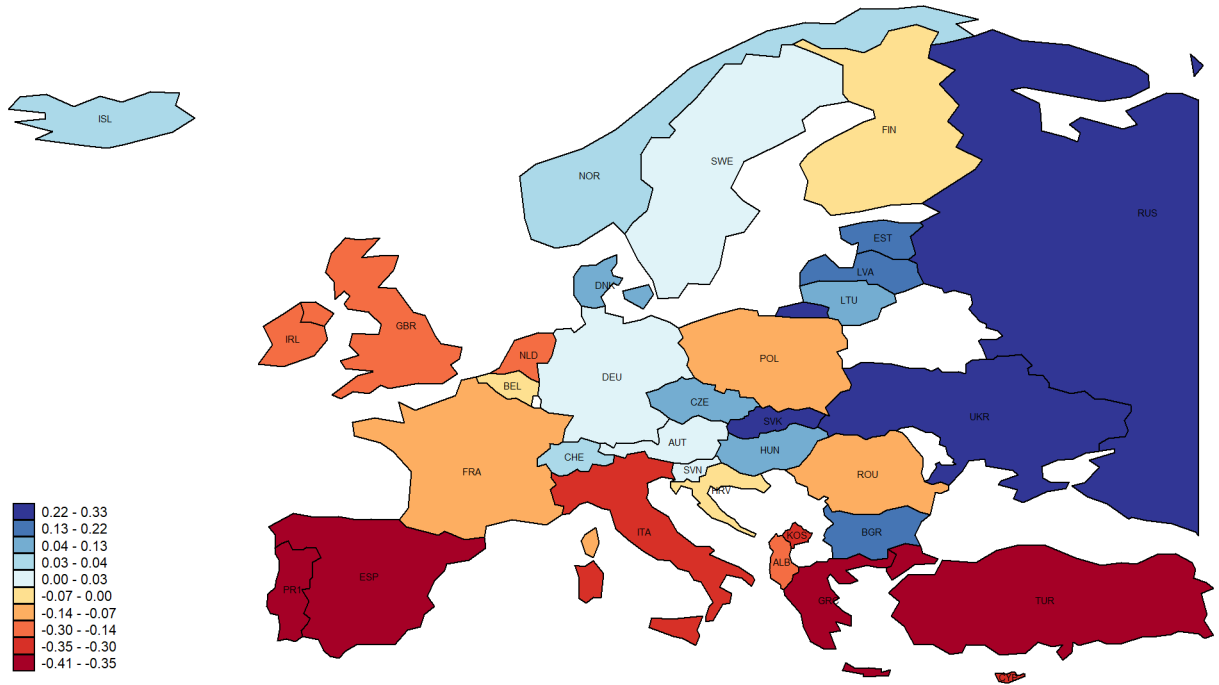 ISL
NOR
SWE
FIN
RUS
EST
LVA
LTU
DNK
GBR
IRL
NLD
BEL
DEU
POL
CZE
SVK
UKR
AUT
HUN
CHE
SVN
HRV
ROU
FRA
ITA
BGR
KOS
ALB
ESP
PRT
GR
TUR
CYP
0.22 - 0.33
0.13 - 0.22
0.04 - 0.13
0.03 - 0.04
0.00 - 0.03
-0.07 - 0.00
-0.14 - -0.07
-0.30 - -0.14
-0.35 - -0.30
-0.41 - -0.35